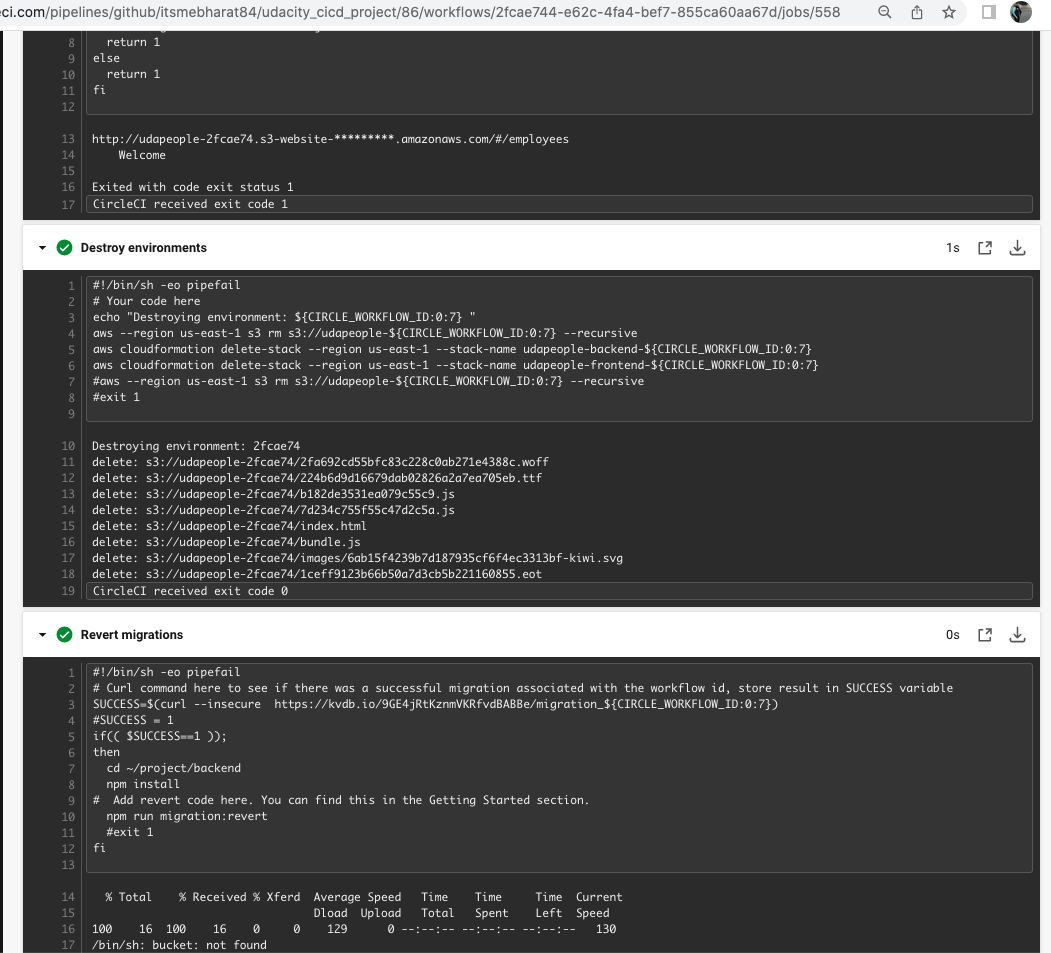 eci.com/pipelines/github/itsmebharat84/udacity_cicd_project/86/workflows/2fcae744-e62c-4fa4-bef7-855ca60aa67d/jobs/558
8 return 1
9 else
10 return 1
11 fi
12
13 http://udapeople-2fcae74.s3-website-*********.amazonaws.com/#/employees
14 Welcome
15
16 Exited with code exit status 1
17 CircleCI received exit code 1
Destroy environments 1s
1 #!/bin/sh -eo pipefail
2 # Your code here
3 echo "Destroying environment: ${CIRCLE_WORKFLOW_ID:0:7} "
4 aws --region us-east-1 s3 rm s3://udapeople-${CIRCLE_WORKFLOW_ID:0:7} --recursive
5 aws cloudformation delete-stack --region us-east-1 --stack-name udapeople-backend-${CIRCLE_WORKFLOW_ID:0:7}
6 aws cloudformation delete-stack --region us-east-1 --stack-name udapeople-frontend-${CIRCLE_WORKFLOW_ID:0:7}
7 #aws --region us-east-1 s3 rm s3://udapeople-${CIRCLE_WORKFLOW_ID:0:7} --recursive
8 #exit 1
9
10 Destroying environment: 2fcae74
11 delete: s3://udapeople-2fcae74/2fa692cd55bfc83c228c0ab271e4388c.woff
12 delete: s3://udapeople-2fcae74/224b6d9d16679dab02826a2a7ea705eb.ttf
13 delete: s3://udapeople-2fcae74/b182de3531ea079c55c9.js
14 delete: s3://udapeople-2fcae74/7d234c755f55c47d2c5a.js
15 delete: s3://udapeople-2fcae74/index.html
16 delete: s3://udapeople-2fcae74/bundle.js
17 delete: s3://udapeople-2fcae74/images/6ab15f4239b7d187935cf6f4ec3313bf-kiwi.svg
18 delete: s3://udapeople-2fcae74/1ceff9123b66b50a7d3cb5b221160855.eot
19 CircleCI received exit code 0
Revert migrations 0s
1 #!/bin/sh -eo pipefail
2 # Curl command here to see if there was a successful migration associated with the workflow id, store result in SUCCESS variable
3 SUCCESS=$(curl --insecure  https://kvdb.io/9GE4jRtKznmVKRfvdBABBe/migration_${CIRCLE_WORKFLOW_ID:0:7})
4 #SUCCESS = 1
5 if(( $SUCCESS==1 ));
6 then
7 cd ~/project/backend
8 npm install
9 #  Add revert code here. You can find this in the Getting Started section.
10 npm run migration:revert
11 #exit 1
12 fi
13
14 % Total    % Received % Xferd  Average Speed   Time    Time     Time  Current
15 Dload  Upload   Total   Spent    Left  Speed
16 100    16  100    16    0     0    129      0 --:--:-- --:--:-- --:--:--   130
17 /bin/sh: bucket: not found